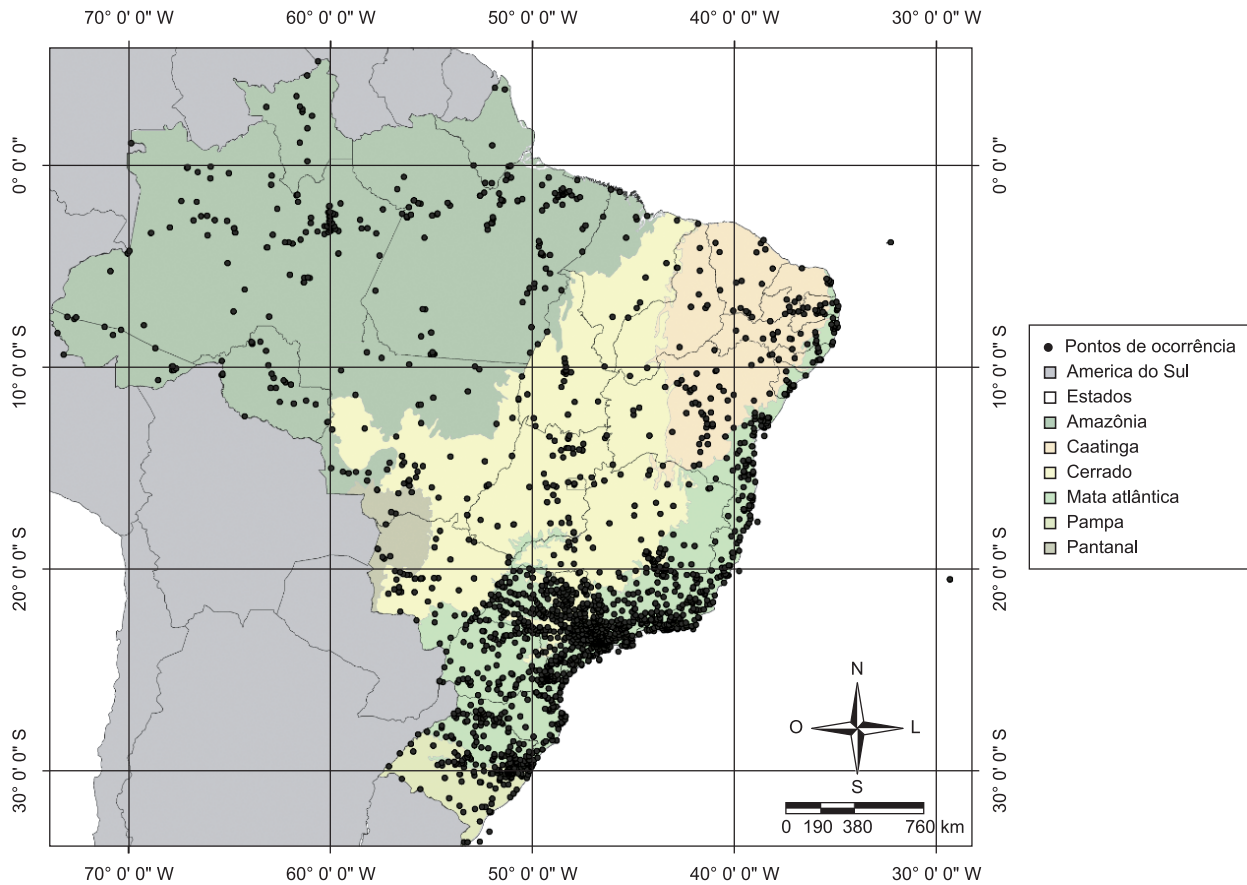 70° 0' 0" W 60° 0' 0" W 50° 0' 0" W 40° 0' 0" W 30° 0' 0" W
0° 0' 0"
10° 0' 0" S
20° 0' 0" S
30° 0' 0" S
0° 0' 0"
10° 0' 0" S
20° 0' 0" S
30° 0' 0" S
Pontos de ocorrência
America do Sul
Estados
Amazônia
Caatinga
Cerrado
Mata atlântica
Pampa
Pantanal
N
O L
S
0 190 380 760 km
70° 0' 0" W 60° 0' 0" W 50° 0' 0" W 40° 0' 0" W 30° 0' 0" W